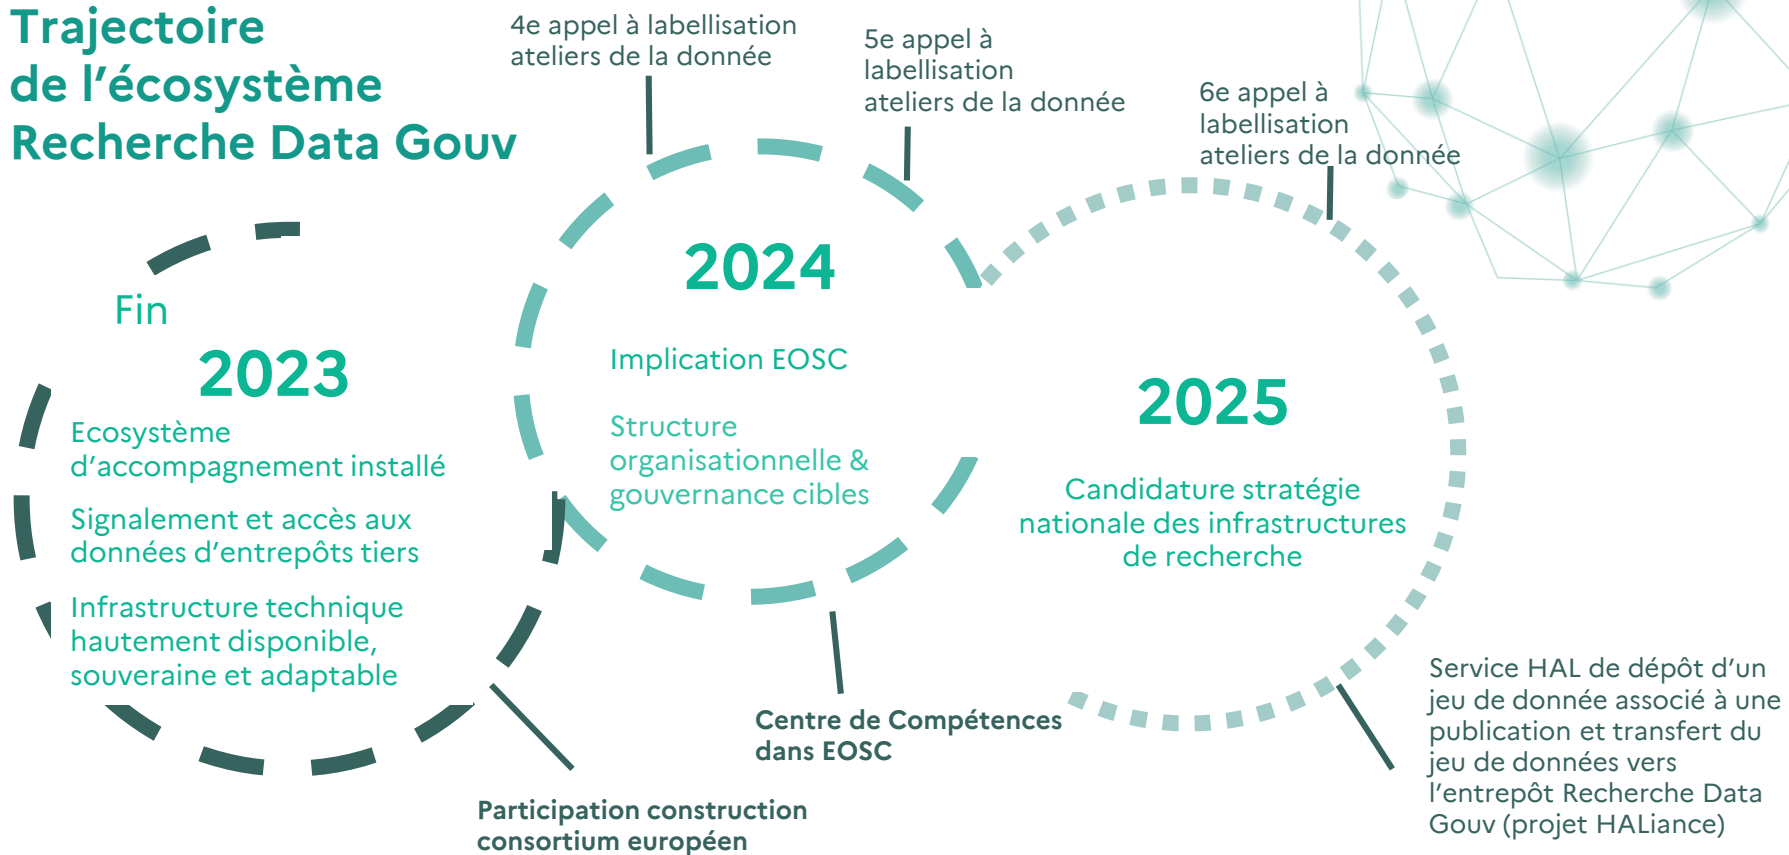 Trajectoire
de l’écosystème
Recherche Data Gouv
4e appel à labellisation
ateliers de la donnée
5e appel à
labellisation
ateliers de la donnée
6e appel à
labellisation
ateliers de la donnée
Fin
2023
Ecosystème
d’accompagnement installé
Signalement et accès aux
données d’entrepôts tiers
Infrastructure technique
hautement disponible,
souveraine et adaptable
Participation construction
consortium européen
2024
Implication EOSC
Structure
organisationnelle &
gouvernance cibles
Centre de Compétences
dans EOSC
2025
Candidature stratégie
nationale des infrastructures
de recherche
Service HAL de dépôt d’un
jeu de donnée associé à une
publication et transfert du
jeu de données vers
l’entrepôt Recherche Data
Gouv (projet HALiance)